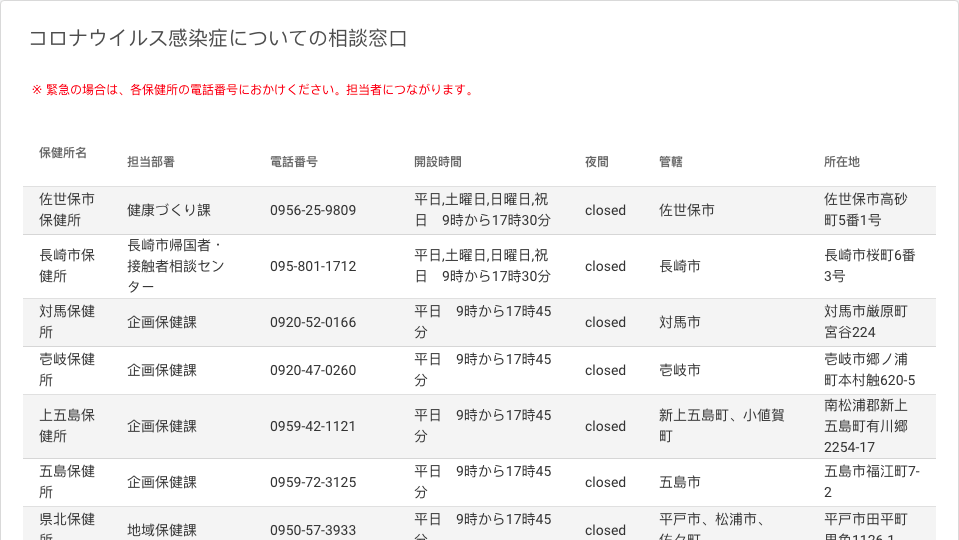 コロナウイルス感染症についての相談窓口
※ 緊急の場合は、各保健所の電話番号におかけください。担当者につながります。
保健所名 担当部署 電話番号 開設時間 夜間 管轄 所在地
佐世保市
保健所
健康づくり課
0956-25-9809
平日,土曜日,日曜日,祝
日　9時から17時30分
closed
佐世保市
佐世保市高砂
町5番1号
長崎市保
健所
長崎市帰国者・
接触者相談セン
ター
095-801-1712
平日,土曜日,日曜日,祝
日　9時から17時30分
closed
長崎市
長崎市桜町6番
3号
対馬保健
所
企画保健課
0920-52-0166
平日　9時から17時45
分
closed
対馬市
対馬市厳原町
宮谷224
壱岐保健
所
企画保健課
0920-47-0260
平日　9時から17時45
分
closed
壱岐市
壱岐市郷ノ浦
町本村触620-5
上五島保
健所
企画保健課
0959-42-1121
平日　9時から17時45
分
closed
新上五島町、小値賀
町
南松浦郡新上
五島町有川郷
2254-17
五島保健
所
企画保健課
0959-72-3125
平日　9時から17時45
分
closed
五島市
五島市福江町7-
2
県北保健
所
地域保健課
0950-57-3933
平日　9時から17時45
分
closed
平戸市、松浦市、
佐々町
平戸市田平町
里免1126-1